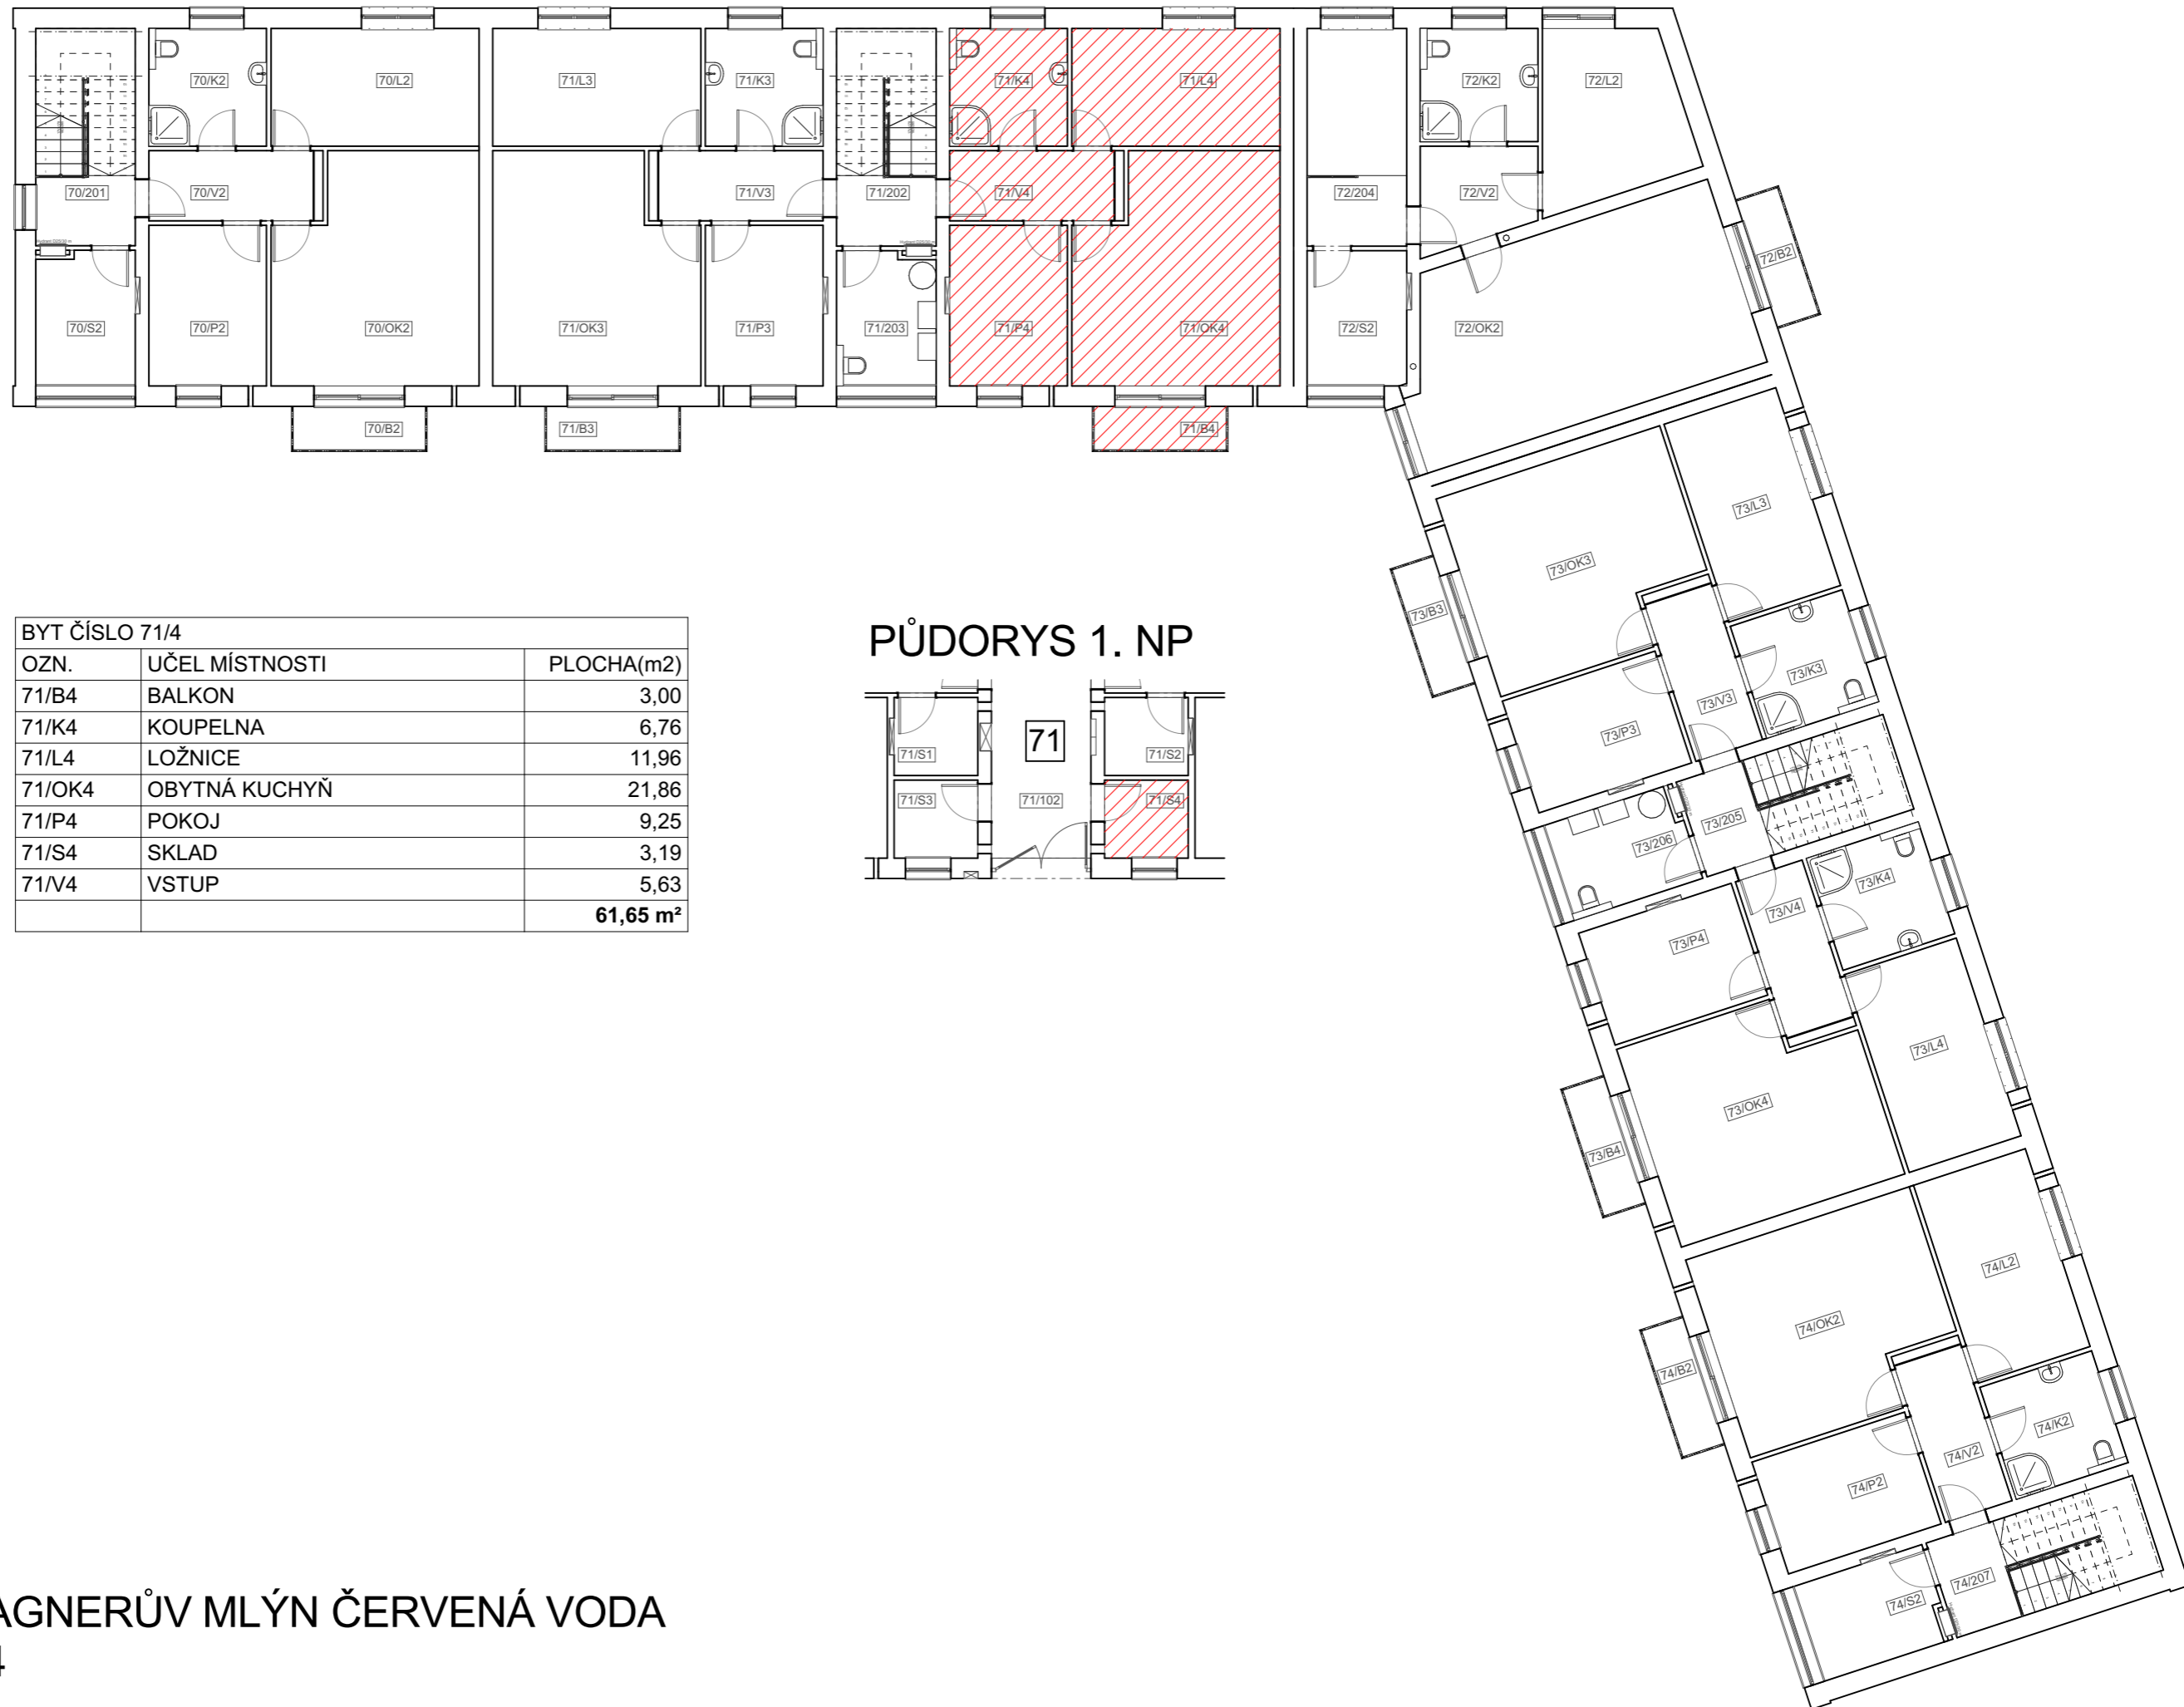 70/K2
70/L2
71/L3
71/K3
71/K4
71/L4
72/K2
72/L2
70/201
70/V2
71/V3
71/202
71/V4
72/204
72/V2
72/B2
70/S2
70/P2
70/OK2
71/OK3
71/P3
71/203
71/P4
71/OK4
72/S2
72/OK2
70/B2
71/B3
71/B4
73/L3
73/OK3
73/B3
73/K3
73/V3
73/P3
73/205
73/206
73/K4
73/V4
73/P4
73/L4
73/OK4
73/B4
74/L2
74/OK2
74/B2
74/K2
74/V2
74/P2
74/207
74/S2
BYT ČÍSLO 71/4
OZN. UČEL MÍSTNOSTI PLOCHA(m2)
71/B4 BALKON 3,00
71/K4 KOUPELNA 6,76
71/L4 LOŽNICE 11,96
71/OK4 OBYTNÁ KUCHYŇ 21,86
71/P4 POKOJ 9,25
71/S4 SKLAD 3,19
71/V4 VSTUP 5,63
61,65 m²
PŮDORYS 1. NP
71/S1
71
71/S2
71/S3
71/102
71/S4
AGNERŮV MLÝN ČERVENÁ VODA